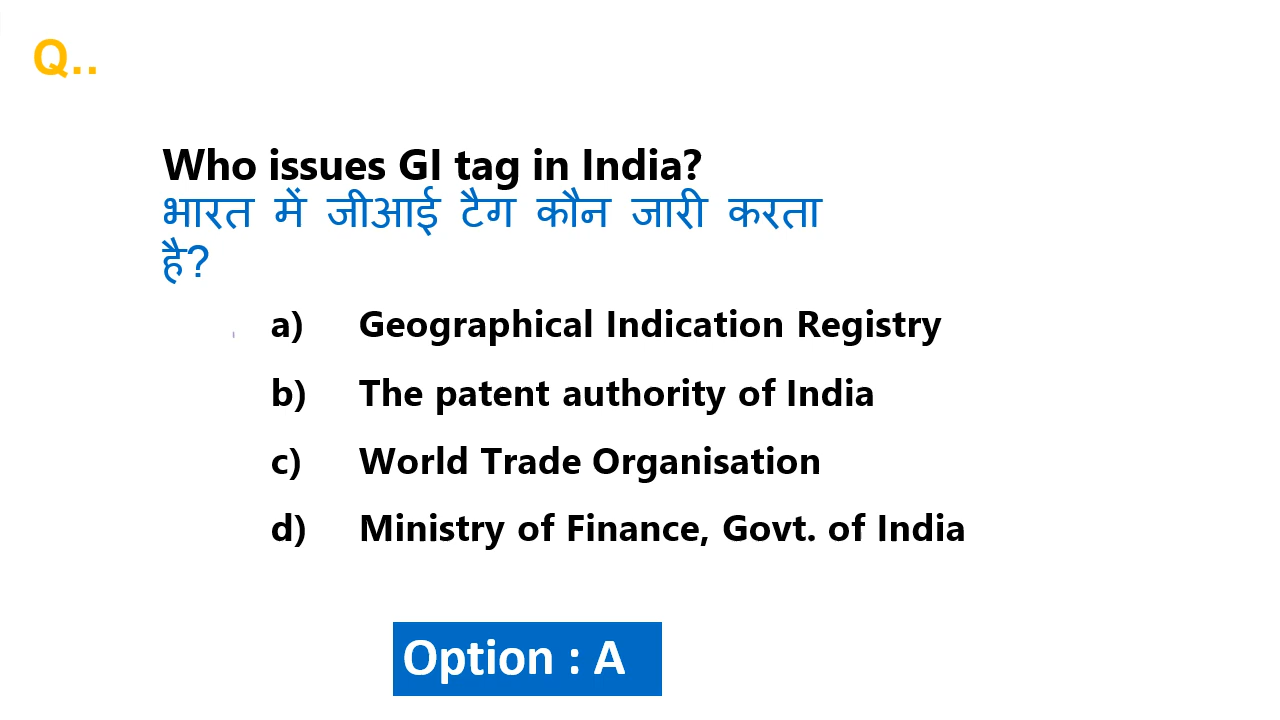 Q..
Who issues GI tag in India?
भारत में जीआई टैग कौन जारी करता
है?
a) Geographical Indication Registry
b) The patent authority of India
c) World Trade Organisation
d) Ministry of Finance, Govt. of India
Option : A